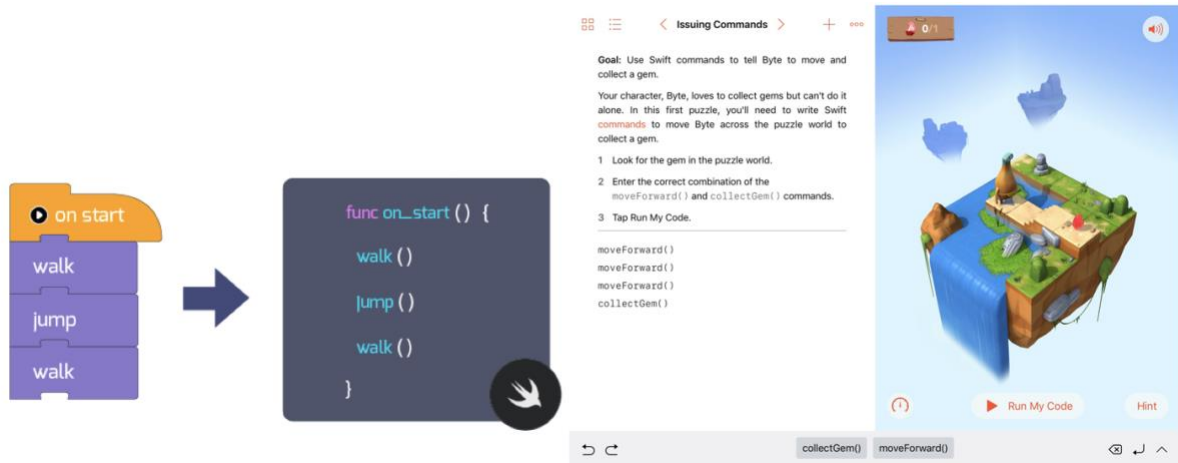 on start
walk
jump
walk
func on_start () {
walk ()
jump ()
walk ()
}
Issuing Commands
Goal: Use Swift commands to tell Byte to move and
collect a gem.
Your character, Byte, loves to collect gems but can't do it
alone. In this first puzzle, you'll need to write Swift
commands to move Byte across the puzzle world to
collect a gem.
1 Look for the gem in the puzzle world.
2 Enter the correct combination of the
moveForward() and collectGem() commands.
3 Tap Run My Code.
moveForward()
moveForward()
moveForward()
collectGem()
0/1
Run My Code
Hint
collectGem()
moveForward()